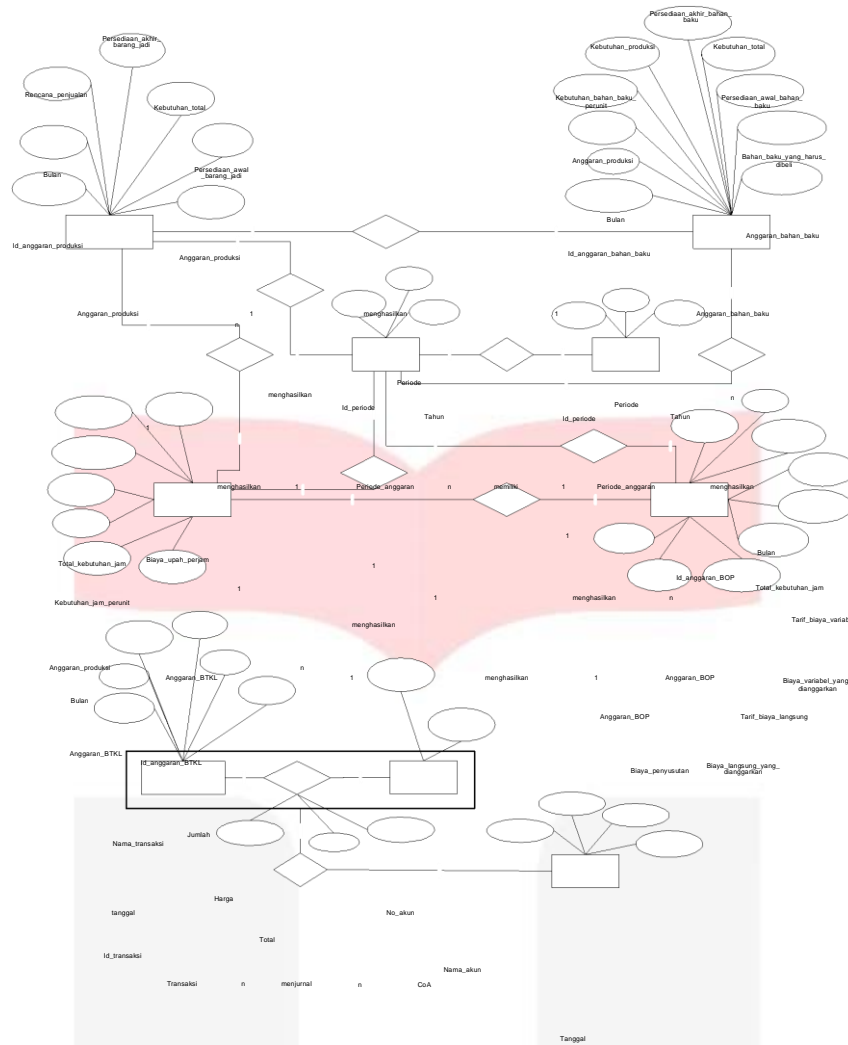 Persediaan_akhir_bahan_
baku
Persediaan_akhir_
barang_jadi
Kebutuhan_produksi
Kebutuhan_total
Rencana_penjualan
Kebutuhan_total
Kebutuhan_bahan_baku_
perunit
Persediaan_awal_bahan_
baku
Bulan
Persediaan_awal
_barang_jadi
Anggaran_produksi
Bahan_baku_yang_harus_
dibeli
Bulan
Id_anggaran_produksi
Anggaran_produksi
Id_anggaran_bahan_baku
Anggaran_bahan_baku
Anggaran_produksi
1
n
menghasilkan
1
Anggaran_bahan_baku
Periode
menghasilkan
Id_periode
Tahun
Periode
Id_periode
Tahun
n
1
menghasilkan
1
Periode_anggaran
n
memiliki
1
Periode_anggaran
menghasilkan
Total_kebutuhan_jam
Biaya_upah_perjam
1
1
Bulan
Kebutuhan_jam_perunit
1
1
menghasilkan
n
Id_anggaran_BOP
Total_kebutuhan_jam
menghasilkan
Tarif_biaya_variab
Anggaran_produksi
Anggaran_BTKL
n
1
menghasilkan
1
Anggaran_BOP
Biaya_variabel_yang
dianggarkan
Bulan
Anggaran_BOP
Tarif_biaya_langsung
Anggaran_BTKL
Id_anggaran_BTKL
Biaya_penyusutan
Biaya_langsung_yang_
dianggarkan
Nama_transaksi
Jumlah
Harga
tanggal
No_akun
Total
Id_transaksi
Nama_akun
Transaksi
n
menjurnal
n
CoA
Tanggal